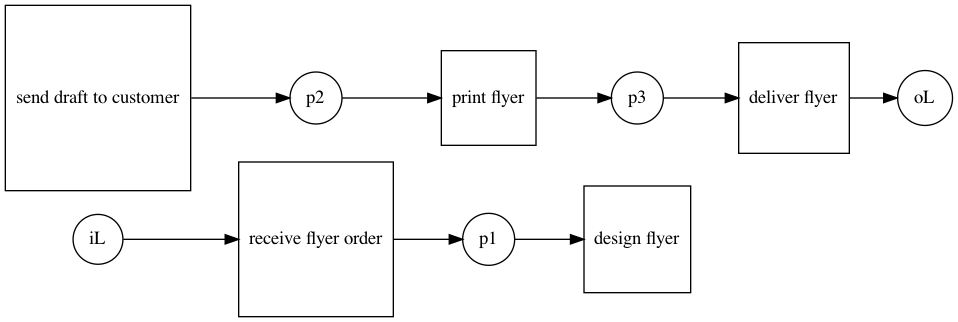 send draft to customer
p2
print flyer
p3
deliver flyer
oL
iL
receive flyer order
p1
design flyer